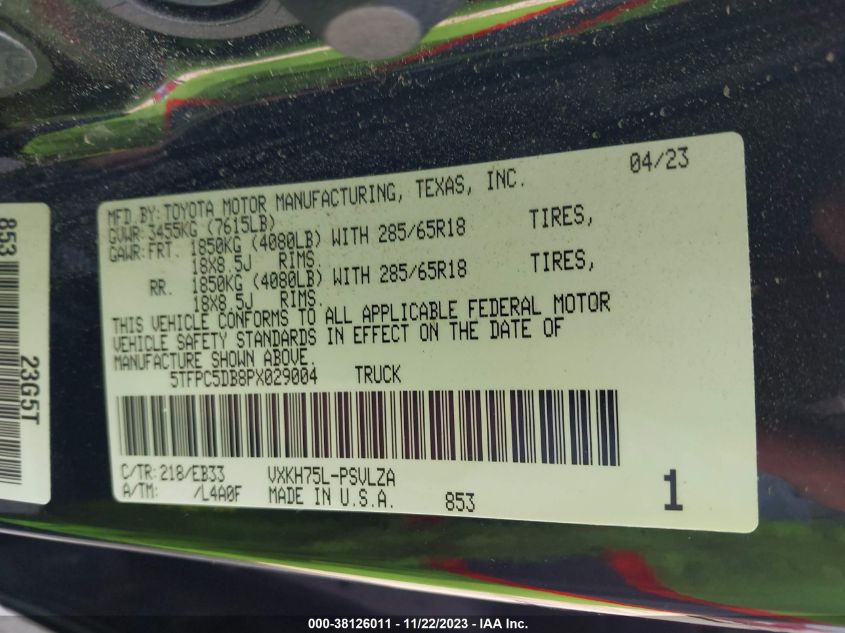 853
23G5T
04/23
MFD.BY:TOYOTA MOTOR MANUFACTURING, TEXAS, INC.
GVWR:3455KG (7615LB)
GAWR:FRT. 1850KG (4080LB) WITH 285/65R18 TIRES,
18X8.5J RIMS.
RR. 1850KG (4080LB) WITH 285/65R18 TIRES,
18X8.5J RIMS.
THIS VEHICLE CONFORMS TO ALL APPLICABLE FEDERAL MOTOR
VEHICLE SAFETY STANDARDS IN EFFECT ON THE DATE OF
MANUFACTURE SHOWN ABOVE.
5TFPC5DB8PX029004 TRUCK
C/TR:218/EB33 VXKH75L-PSVLZA
A/TM: /L4A0F MADE IN U.S.A. 853 1
000-38126011 - 11/22/2023 - IAA Inc.